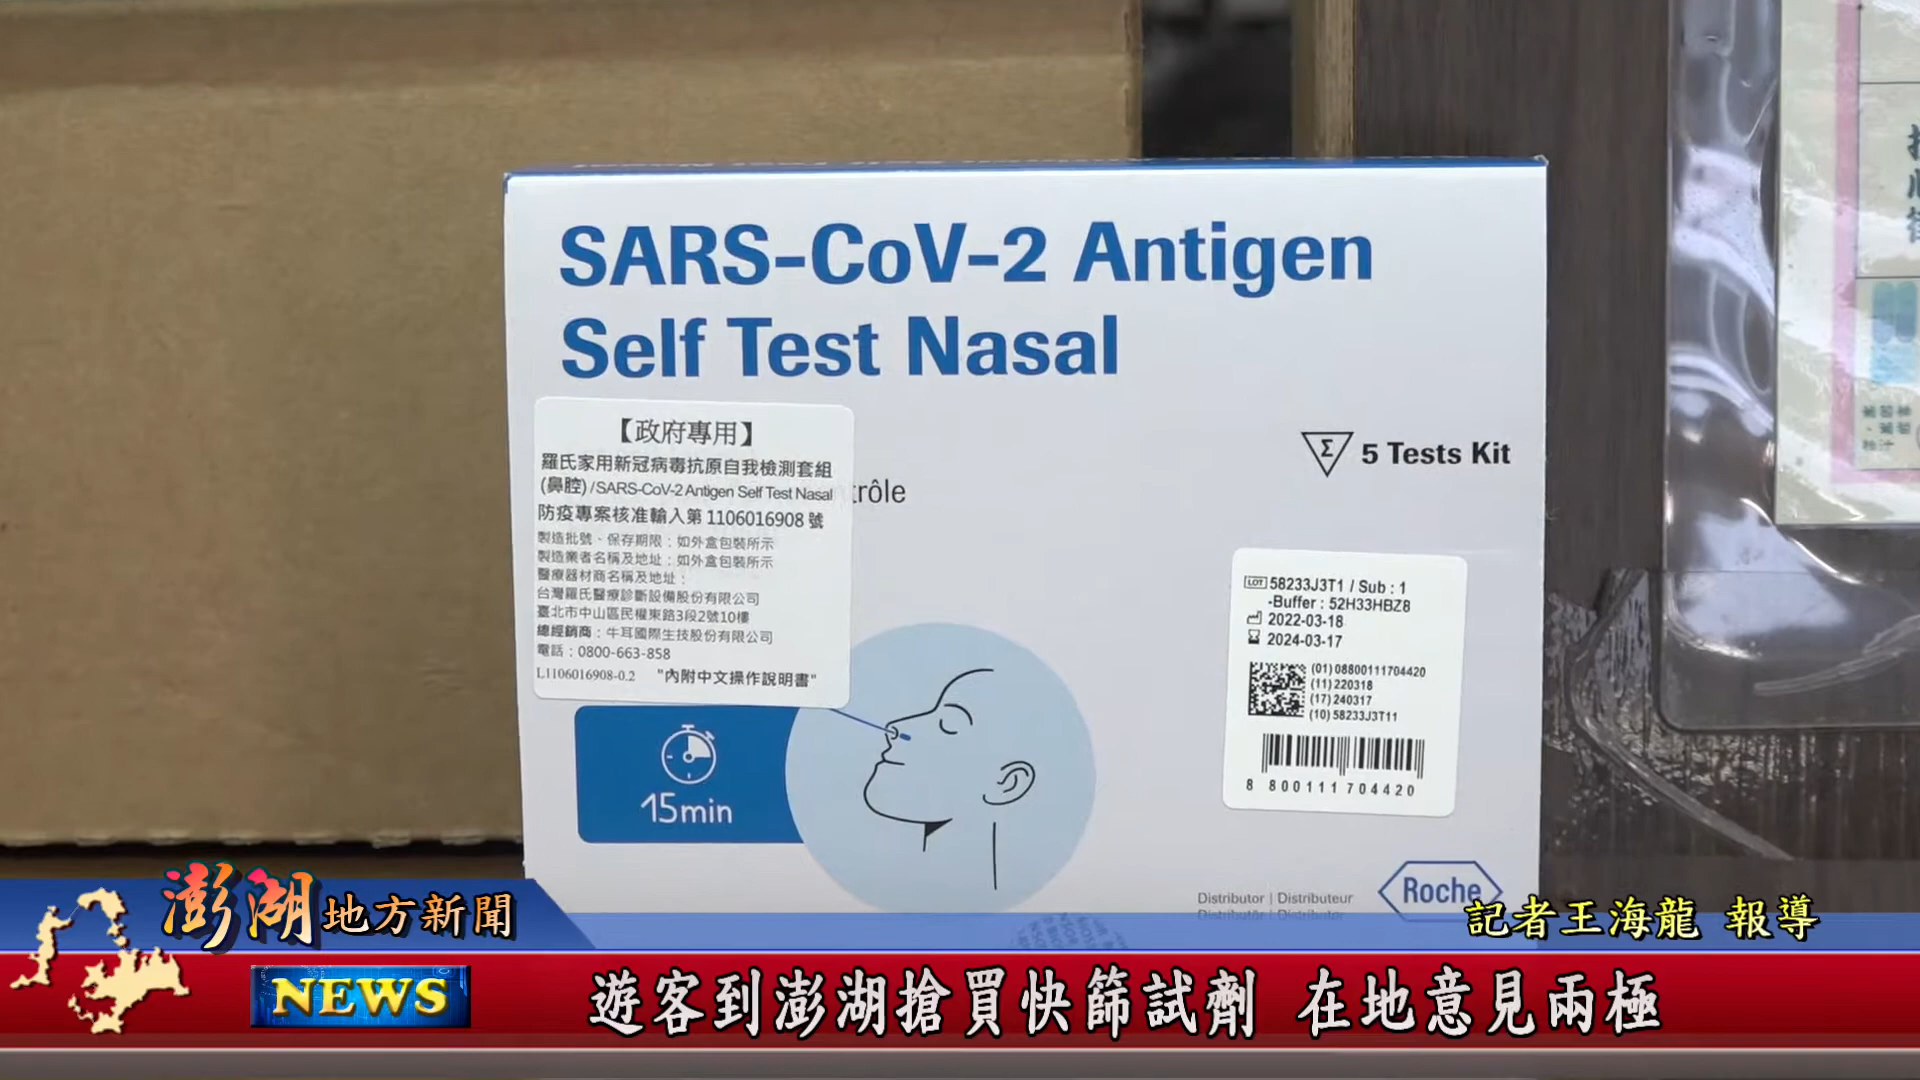 SARS-CoV-2 Antigen
Self Test Nasal
【政府專用】
羅氏家用新冠病毒抗原自我檢測套組
(鼻腔)/SARS-CoV-2 Antigen Self Test Nasal
防疫專案核准輸入第 1106016908 號
製造批號、保存期限：如外盒包裝所示
製造業者名稱及地址：如外盒包裝所示
醫療器材商名稱及地址：
台灣羅氏醫療診斷設備股份有限公司
臺北市中山區民權東路3段2號10樓
總經銷商：牛耳國際生技股份有限公司
電話：0800-663-858
L1106016908-0.2 "內附中文操作說明書"
trôle
Σ 5 Tests Kit
LOT 58233J3T1 / Sub : 1
-Buffer : 52H33HBZ8
2022-03-18
2024-03-17
(01) 08800111704420
(11) 220318
(17) 240317
(10) 58233J3T11
8 800111 704420
15min
Distributor | Distributeur
Roche
澎湖地方新聞
記者王海龍 報導
NEWS
遊客到澎湖搶買快篩試劑 在地意見兩極